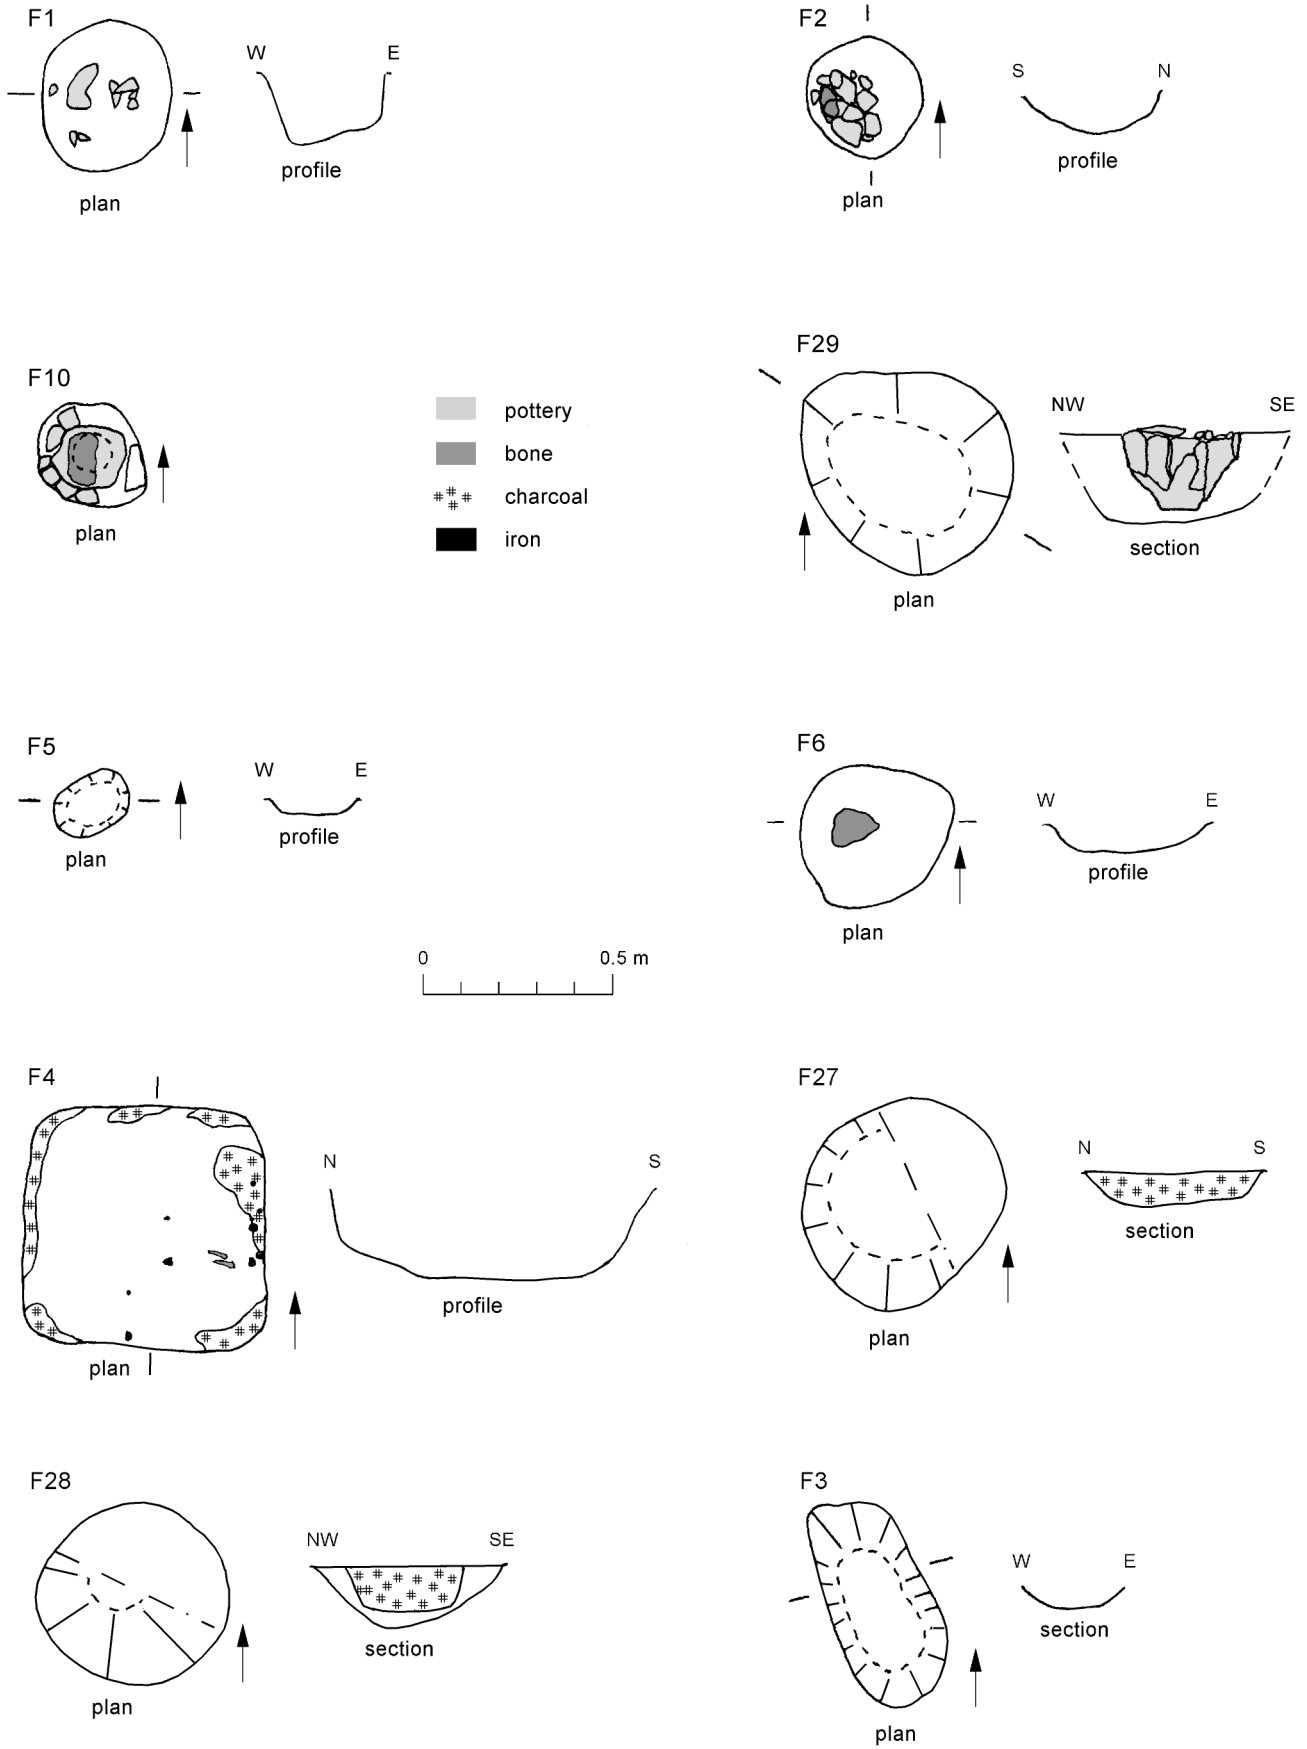 F1
W E
profile
plan
F2
S N
profile
plan
F10
plan
pottery
bone
charcoal
iron
F29
NW SE
section
plan
F5
W E
profile
plan
F6
W E
profile
plan
0 0.5 m
F4
N S
profile
plan
F27
N S
section
plan
F28
NW SE
section
plan
F3
W E
section
plan